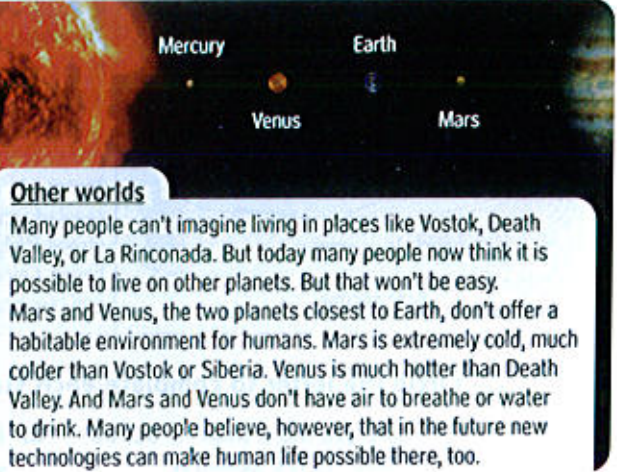 Mercury
Earth
Venus
Mars
Other worlds
Many people can't imagine living in places like Vostok, Death
Valley, or La Rinconada. But today many people now think it is
possible to live on other planets. But that won't be easy.
Mars and Venus, the two planets closest to Earth, don't offer a
habitable environment for humans. Mars is extremely cold, much
colder than Vostok or Siberia. Venus is much hotter than Death
Valley. And Mars and Venus don't have air to breathe or water
to drink. Many people believe, however, that in the future new
technologies can make human life possible there, too.